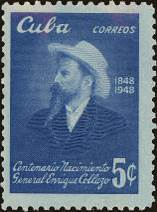 Cuba CORREOS
1848
1948
Centenario Nacimiento
General Enrique Collazo
5¢